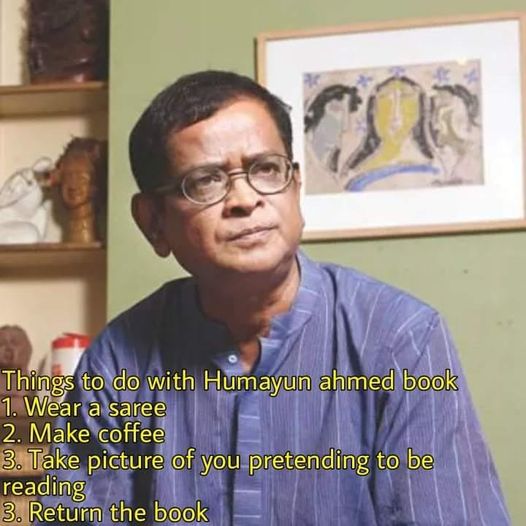 Things to do with Humayun ahmed book
1. Wear a saree
2. Make coffee
3. Take picture of you pretending to be
reading
3. Return the book